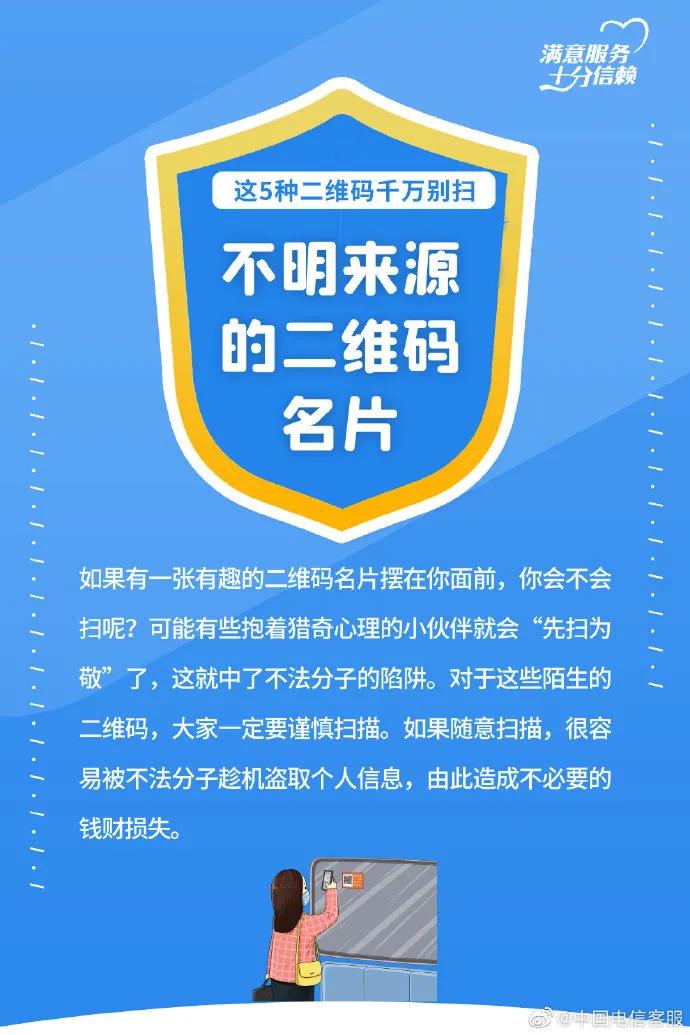 满意服务
十分信赖
这5种二维码千万别扫
不明来源
的二维码
名片
如果有一张有趣的二维码名片摆在你面前，你会不会
扫呢？可能有些抱着猎奇心理的小伙伴就会“先扫为
敬”了，这就中了不法分子的陷阱。对于这些陌生的
二维码，大家一定要谨慎扫描。如果随意扫描，很容
易被不法分子趁机盗取个人信息，由此造成不必要的
钱财损失。
@中国电信客服